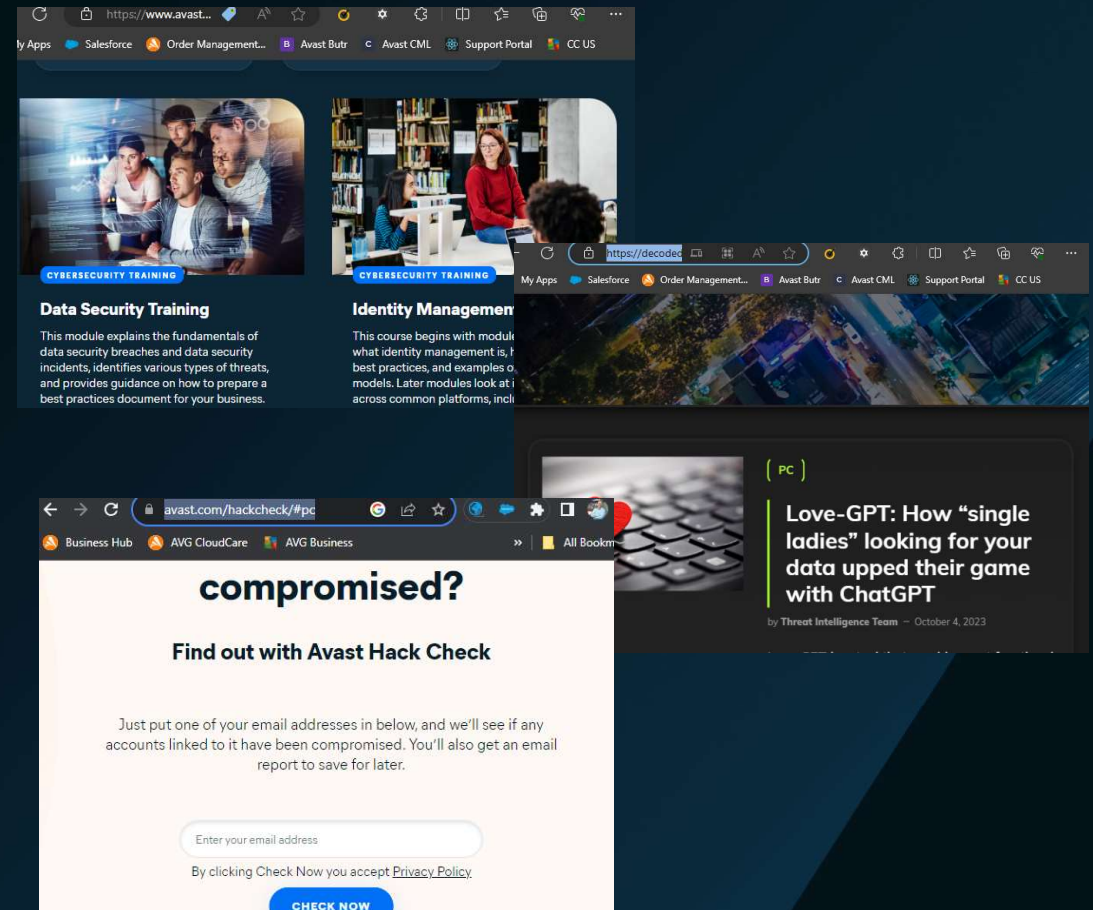 https://www.avast...
ly Apps Salesforce Order Management... B Avast Butr C Avast CML Support Portal CC US
CYBERSECURITY TRAINING
Data Security Training
This module explains the fundamentals of
data security breaches and data security
incidents, identifies various types of threats,
and provides guidance on how to prepare a
best practices document for your business.
CYBERSECURITY TRAINING
Identity Managemen
This course begins with module
what identity management is, h
best practices, and examples o
models. Later modules look at i
across common platforms, incl
https://decoded
My Apps Salesforce Order Management... B Avast Butr C Avast CML Support Portal CC US
PC
Love-GPT: How “single
ladies” looking for your
data upped their game
with ChatGPT
by Threat Intelligence Team — October 4, 2023
avast.com/hackcheck/#pc
Business Hub AVG CloudCare AVG Business » All Bookm
compromised?
Find out with Avast Hack Check
Just put one of your email addresses in below, and we’ll see if any
accounts linked to it have been compromised. You’ll also get an email
report to save for later.
Enter your email address
By clicking Check Now you accept Privacy Policy
CHECK NOW